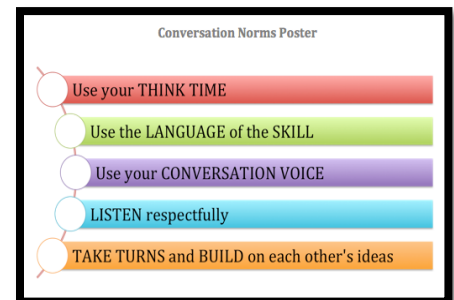 Conversation Norms Poster
Use your THINK TIME
Use the LANGUAGE of the SKILL
Use your CONVERSATION VOICE
LISTEN respectfully
TAKE TURNS and BUILD on each other's ideas